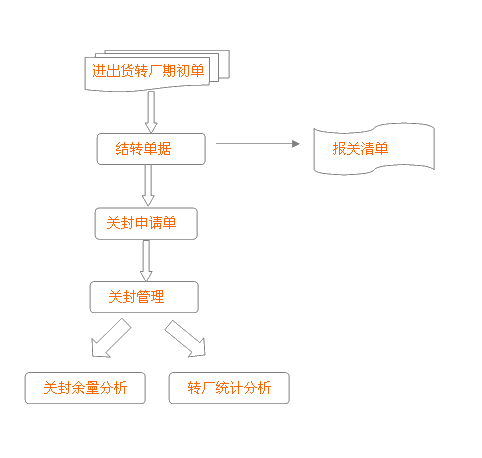 进出货转厂期初单
结转单据
报关清单
关封申请单
关封管理
关封余量分析
转厂统计分析